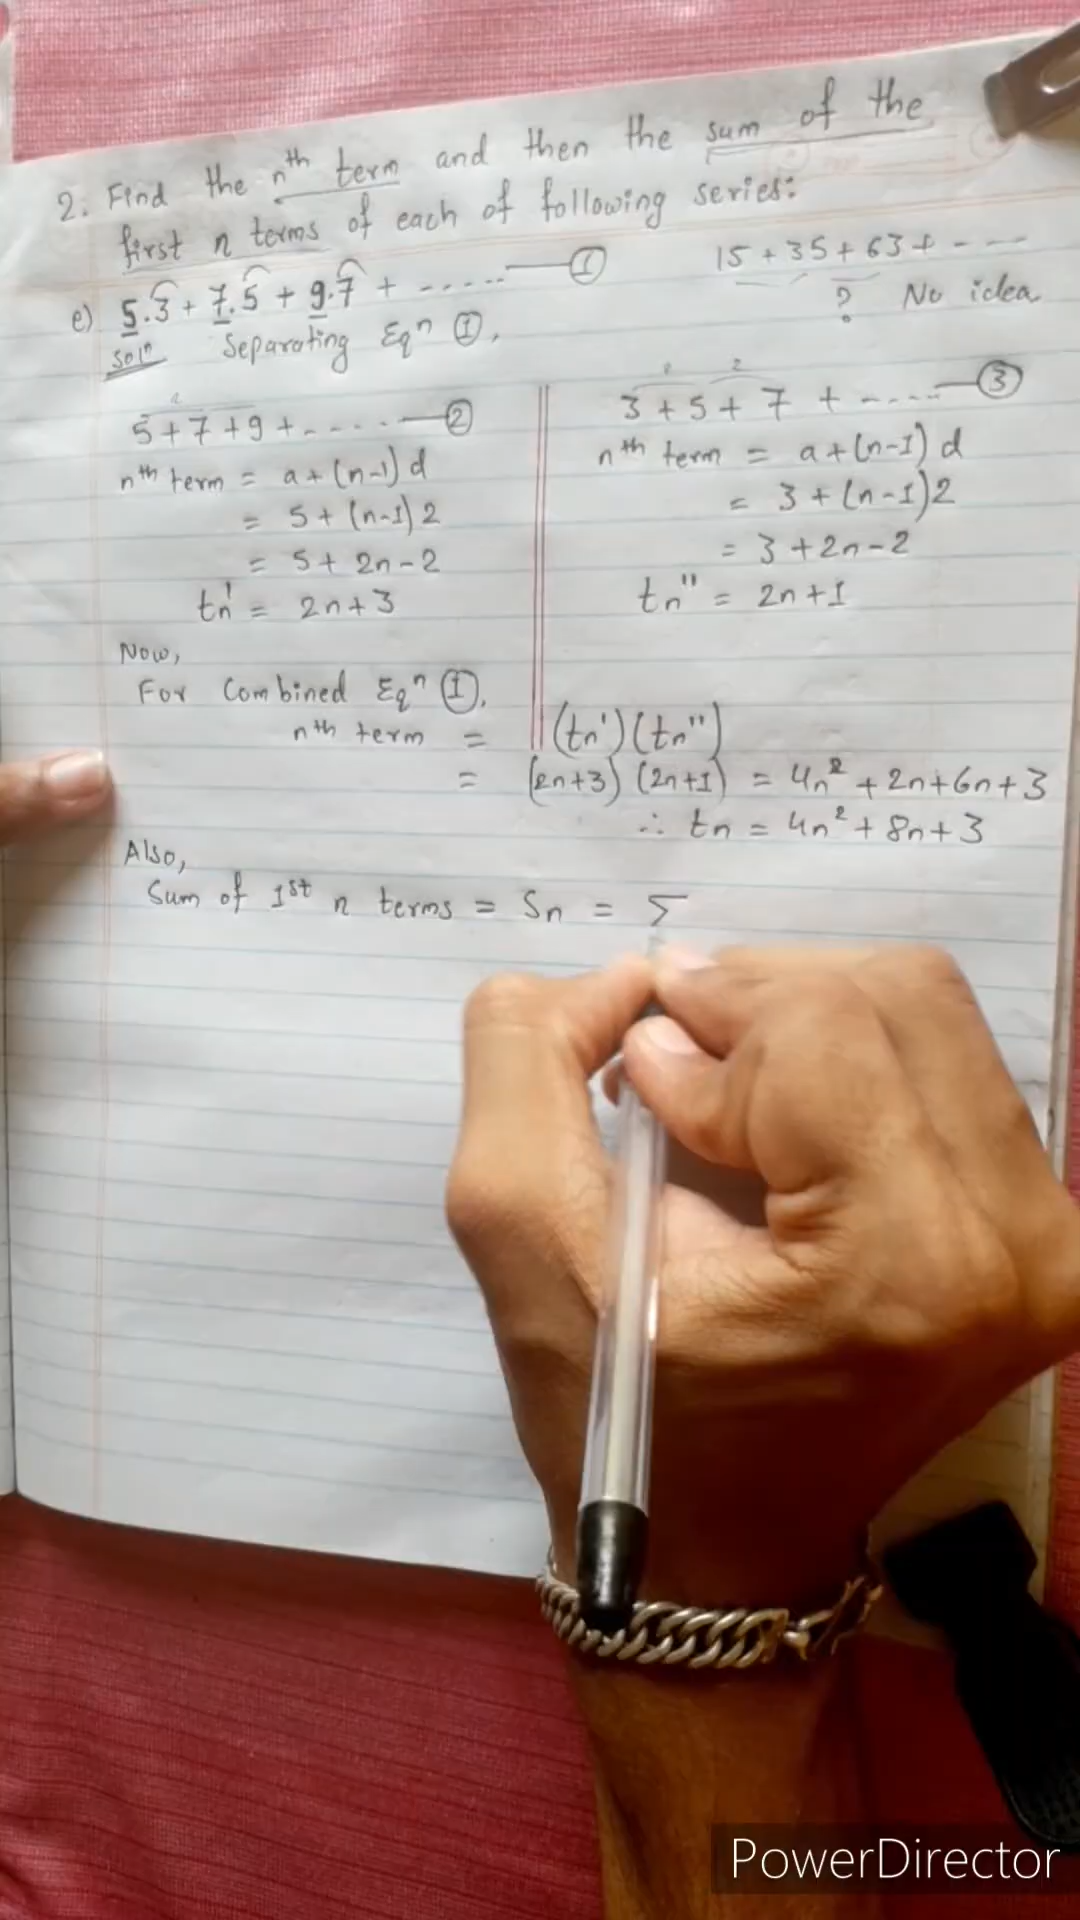 2. Find the nth term and then the sum of the
first n terms of each of following series:
e) 5.3 + 7.5 + 9.7 + ...... — ①
15 + 35 + 63 + - - -
? No idea
Solⁿ Separating Eqⁿ ①,
2
5 + 7 + 9 + - . . . . — ②
nth term = a + (n-1) d
= 5 + (n-1) 2
= 5 + 2n - 2
tn' = 2n + 3
2
3 + 5 + 7 + - . . . . — ③
nth term = a + (n-1) d
= 3 + (n-1) 2
= 3 + 2n - 2
tn" = 2n + 1
Now,
For Combined Eqⁿ ①,
nth term = (tn') (tn")
= (2n+3) (2n+1) = 4n² + 2n + 6n + 3
∴ tn = 4n² + 8n + 3
Also,
Sum of 1st n terms = Sn = Σ
PowerDirector